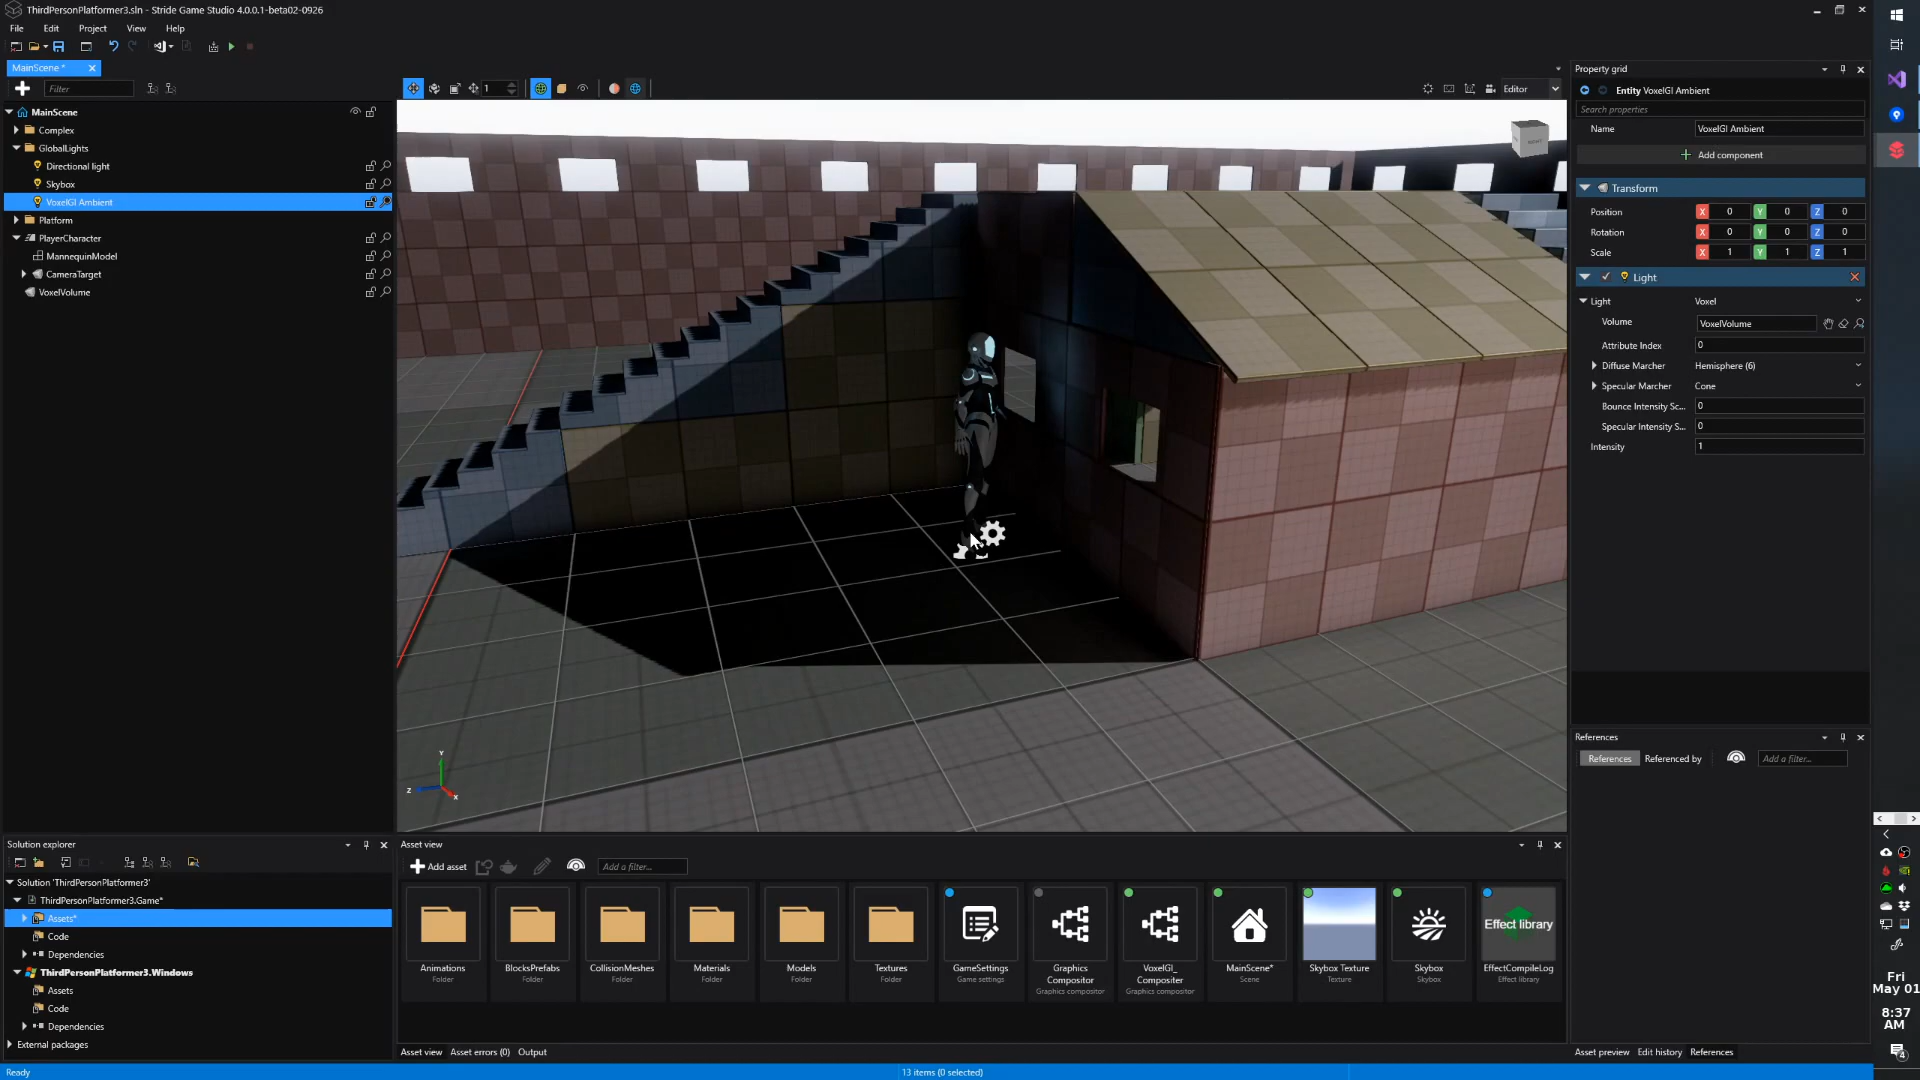 ThirdPersonPlatformer3.sln - Stride Game Studio 4.0.0.1-beta02-0926
File Edit Project View Help
MainScene *
Filter
MainScene
Complex
GlobalLights
Directional light
Skybox
VoxelGI Ambient
Platform
PlayerCharacter
MannequinModel
CameraTarget
VoxelVolume
1
Editor
Y
Z
X
Property grid
Entity VoxelGI Ambient
Search properties
Name VoxelGI Ambient
Add component
Transform
Position X 0 Y 0 Z 0
Rotation X 0 Y 0 Z 0
Scale X 1 Y 1 Z 1
Light
Light Voxel
Volume VoxelVolume
Attribute Index 0
Diffuse Marcher Hemisphere (6)
Specular Marcher Cone
Bounce Intensity Sc... 0
Specular Intensity S... 0
Intensity 1
References
References Referenced by Add a filter...
Asset preview Edit history References
Solution explorer
Solution 'ThirdPersonPlatformer3'
ThirdPersonPlatformer3.Game*
Assets*
Code
Dependencies
ThirdPersonPlatformer3.Windows
Assets
Code
Dependencies
External packages
Asset view
Add asset Add a filter...
Effect library
Animations BlocksPrefabs CollisionMeshes Materials Models Textures GameSettings Graphics VoxelGI_ MainScene* Skybox Texture Skybox EffectCompileLog
Compositor Compositor
Folder Folder Folder Folder Folder Folder Game settings Graphics compositor Graphics compositor Scene Texture Skybox Effect library
Asset view Asset errors (0) Output
Ready 13 items (0 selected)
Fri
May 01
8:37
AM
4